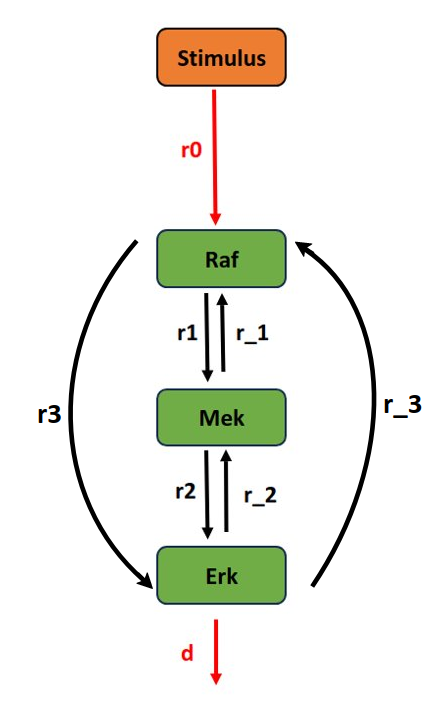 Stimulus
r0
Raf
r1
r_1
Mek
r3
r_3
r2
r_2
Erk
d